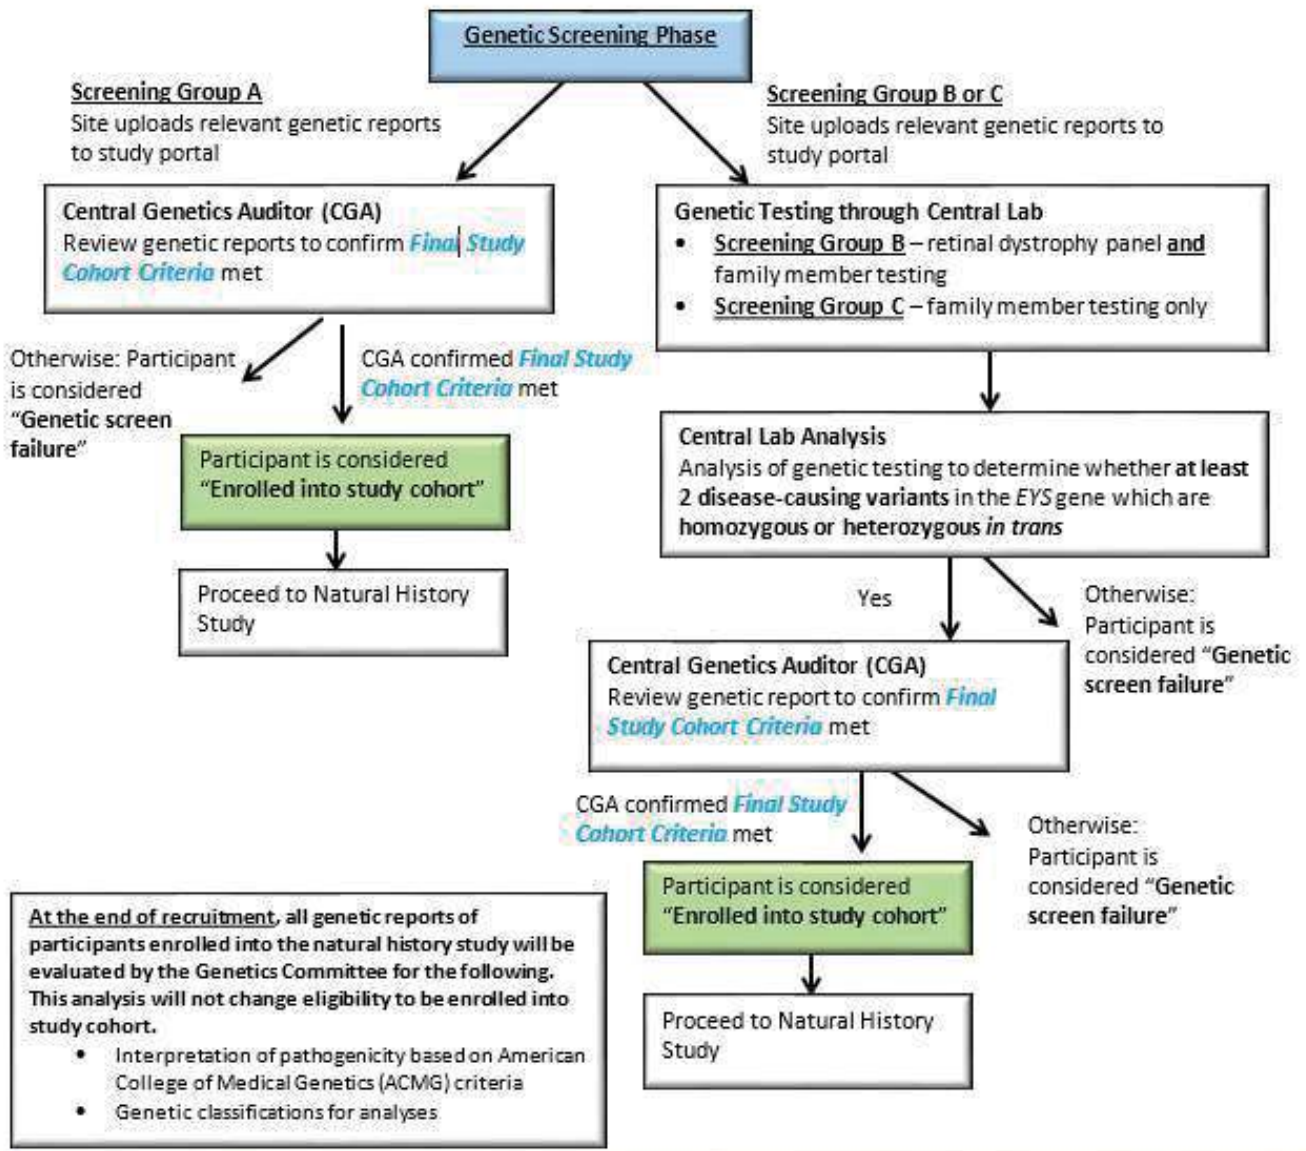 Genetic Screening Phase
Screening Group A
Site uploads relevant genetic reports
to study portal
Screening Group B or C
Site uploads relevant genetic reports to
study portal
Central Genetics Auditor (CGA)
Review genetic reports to confirm Final Study
Cohort Criteria met
Genetic Testing through Central Lab
• Screening Group B – retinal dystrophy panel and
family member testing
• Screening Group C – family member testing only
Otherwise: Participant
is considered
“Genetic screen
failure”
CGA confirmed Final Study
Cohort Criteria met
Participant is considered
“Enrolled into study cohort”
Proceed to Natural History
Study
Central Lab Analysis
Analysis of genetic testing to determine whether at least
2 disease-causing variants in the EYS gene which are
homozygous or heterozygous in trans
Yes
Otherwise:
Participant is
considered “Genetic
screen failure”
Central Genetics Auditor (CGA)
Review genetic report to confirm Final
Study Cohort Criteria met
CGA confirmed Final Study
Cohort Criteria met
Otherwise:
Participant is
considered “Genetic
screen failure”
Participant is considered
“Enrolled into study cohort”
Proceed to Natural History
Study
At the end of recruitment, all genetic reports of
participants enrolled into the natural history study will be
evaluated by the Genetics Committee for the following.
This analysis will not change eligibility to be enrolled into
study cohort.
• Interpretation of pathogenicity based on American
College of Medical Genetics (ACMG) criteria
• Genetic classifications for analyses